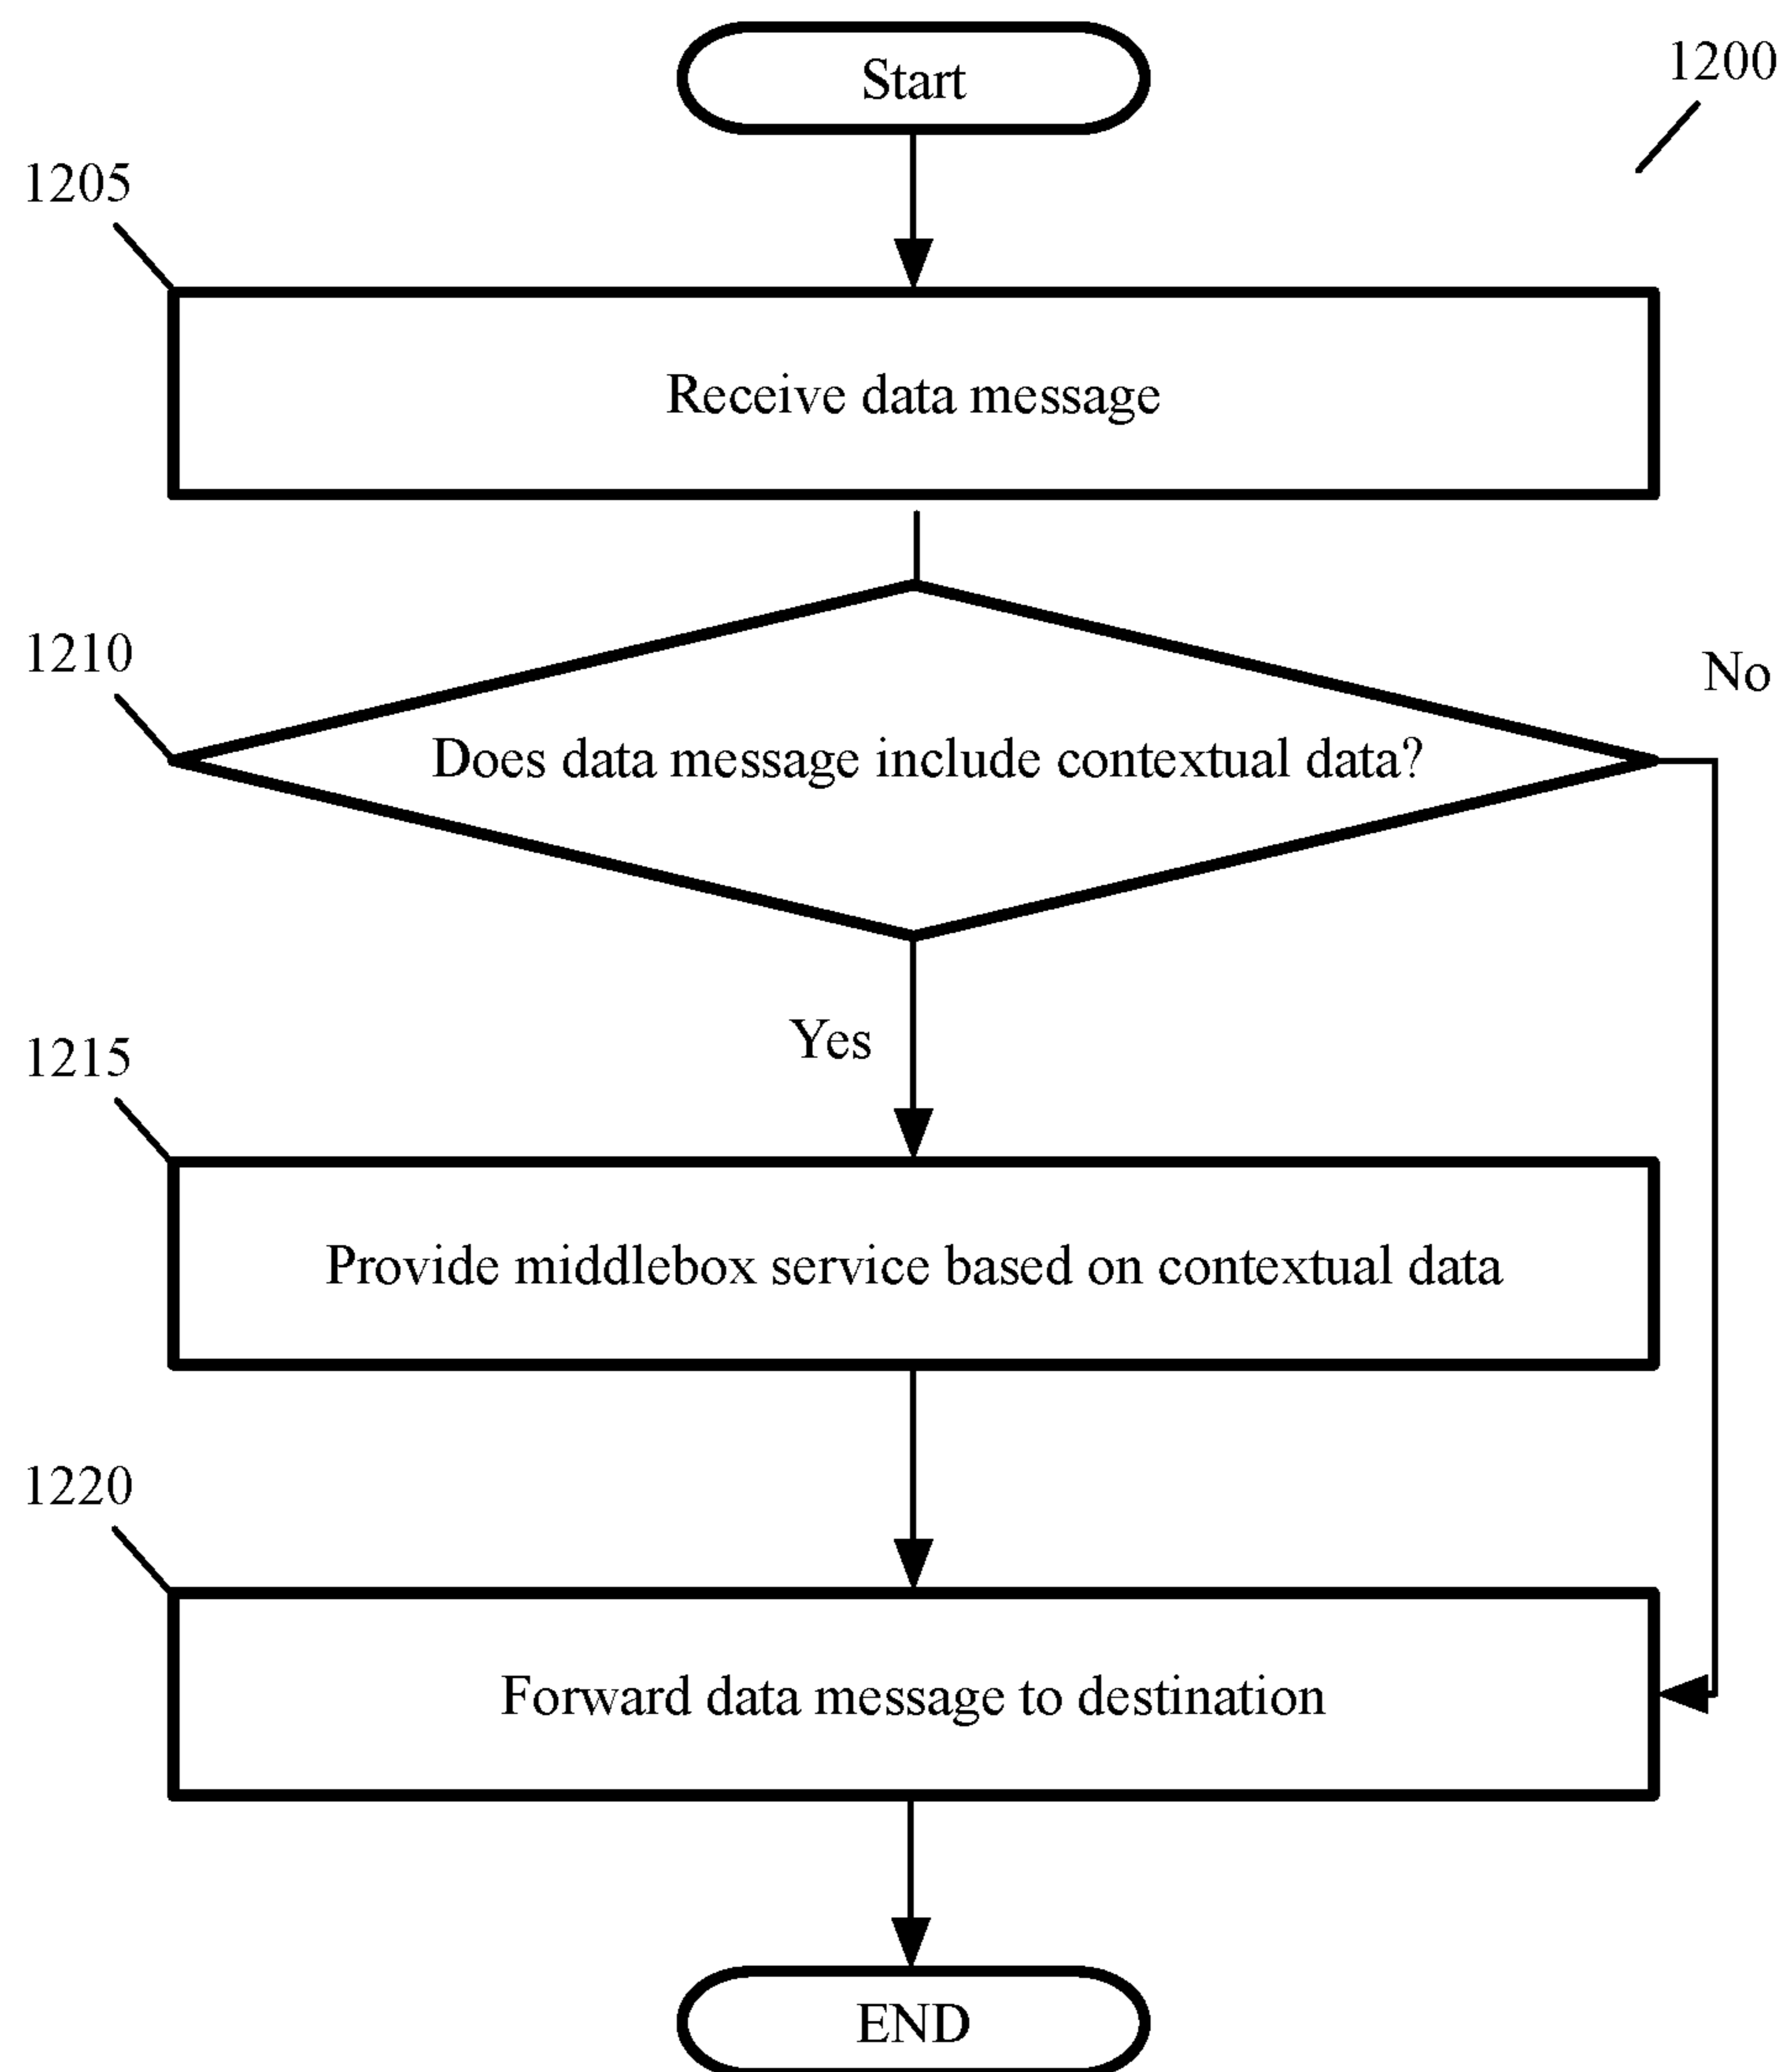 Start
1200
1205
Receive data message
1210
No
Does data message include contextual data?
Yes
1215
Provide middlebox service based on contextual data
1220
Forward data message to destination
END